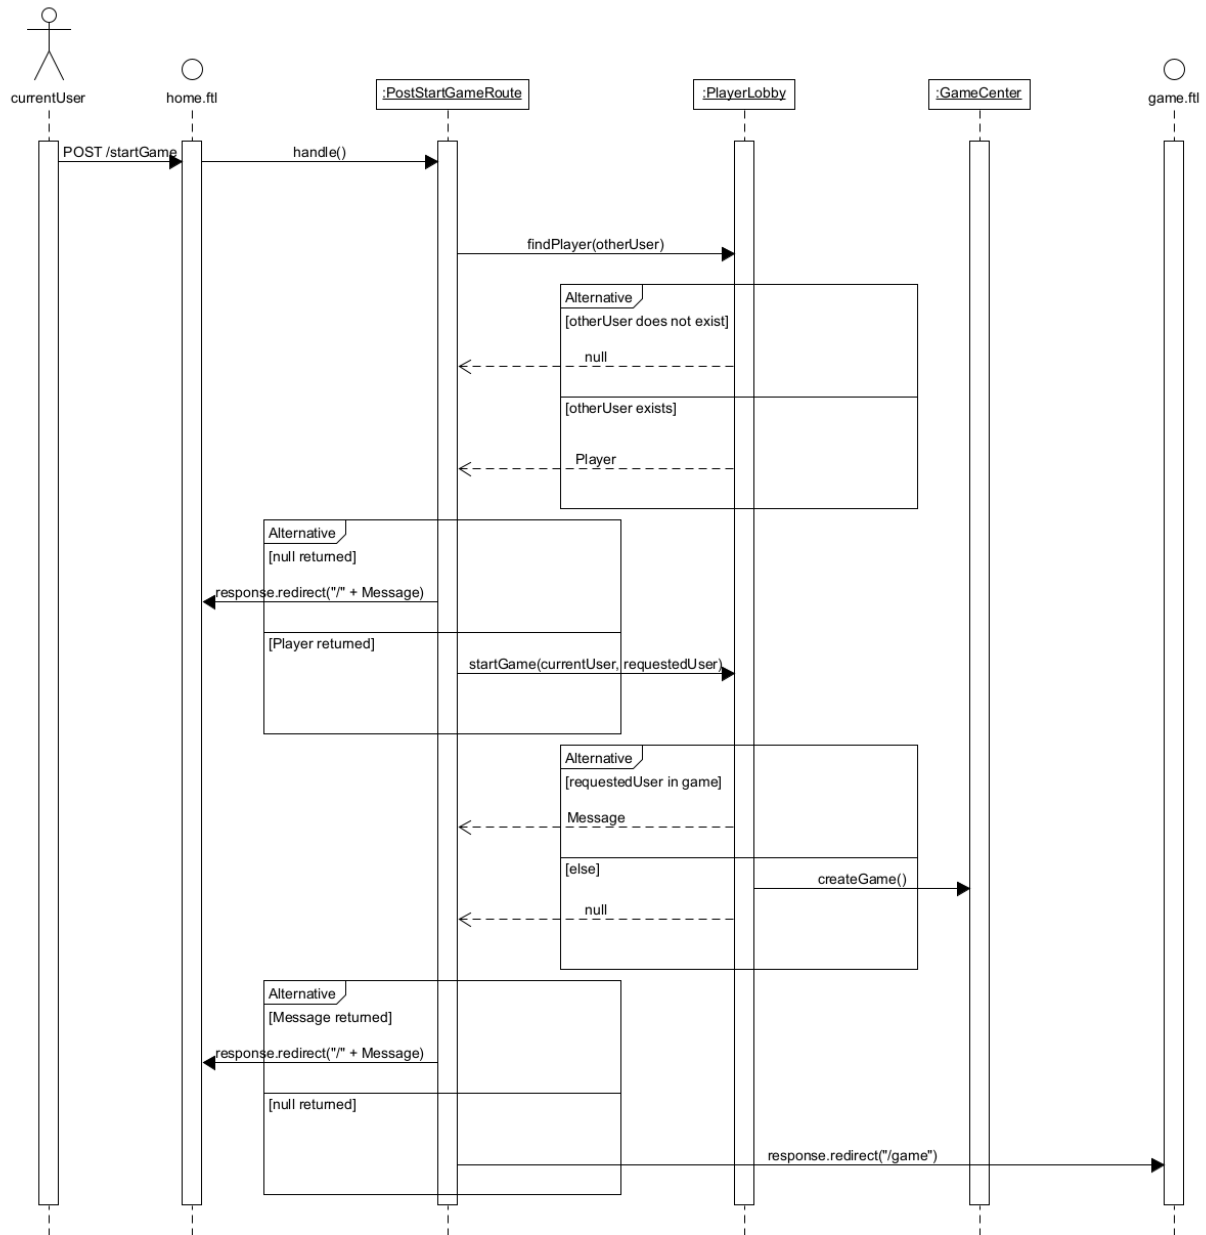 currentUser
home.ftl
:PostStartGameRoute
:PlayerLobby
:GameCenter
game.ftl
POST /startGame
handle()
findPlayer(otherUser)
Alternative
[otherUser does not exist]
null
[otherUser exists]
Player
Alternative
[null returned]
response.redirect("/" + Message)
[Player returned]
startGame(currentUser, requestedUser)
Alternative
[requestedUser in game]
Message
[else]
createGame()
null
Alternative
[Message returned]
response.redirect("/" + Message)
[null returned]
response.redirect("/game")